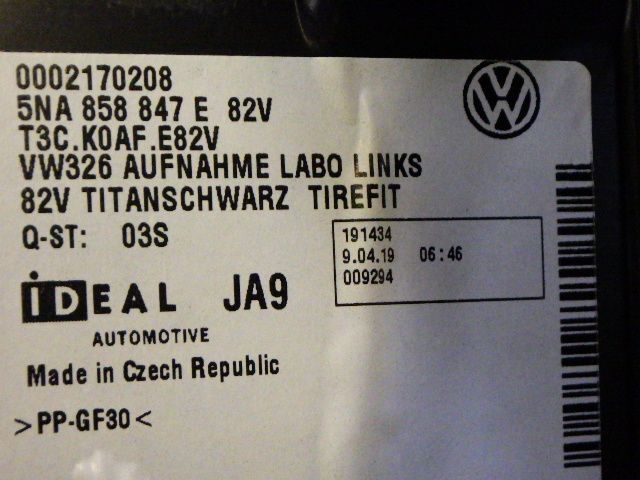 0002170208
5NA 858 847 E 82V
T3C.K0AF.E82V
VW326 AUFNAHME LABO LINKS
82V TITANSCHWARZ TIREFIT
Q-ST: 03S
191434
9.04.19 06:46
009294
iDEAL JA9
AUTOMOTIVE
Made in Czech Republic
>PP-GF30<